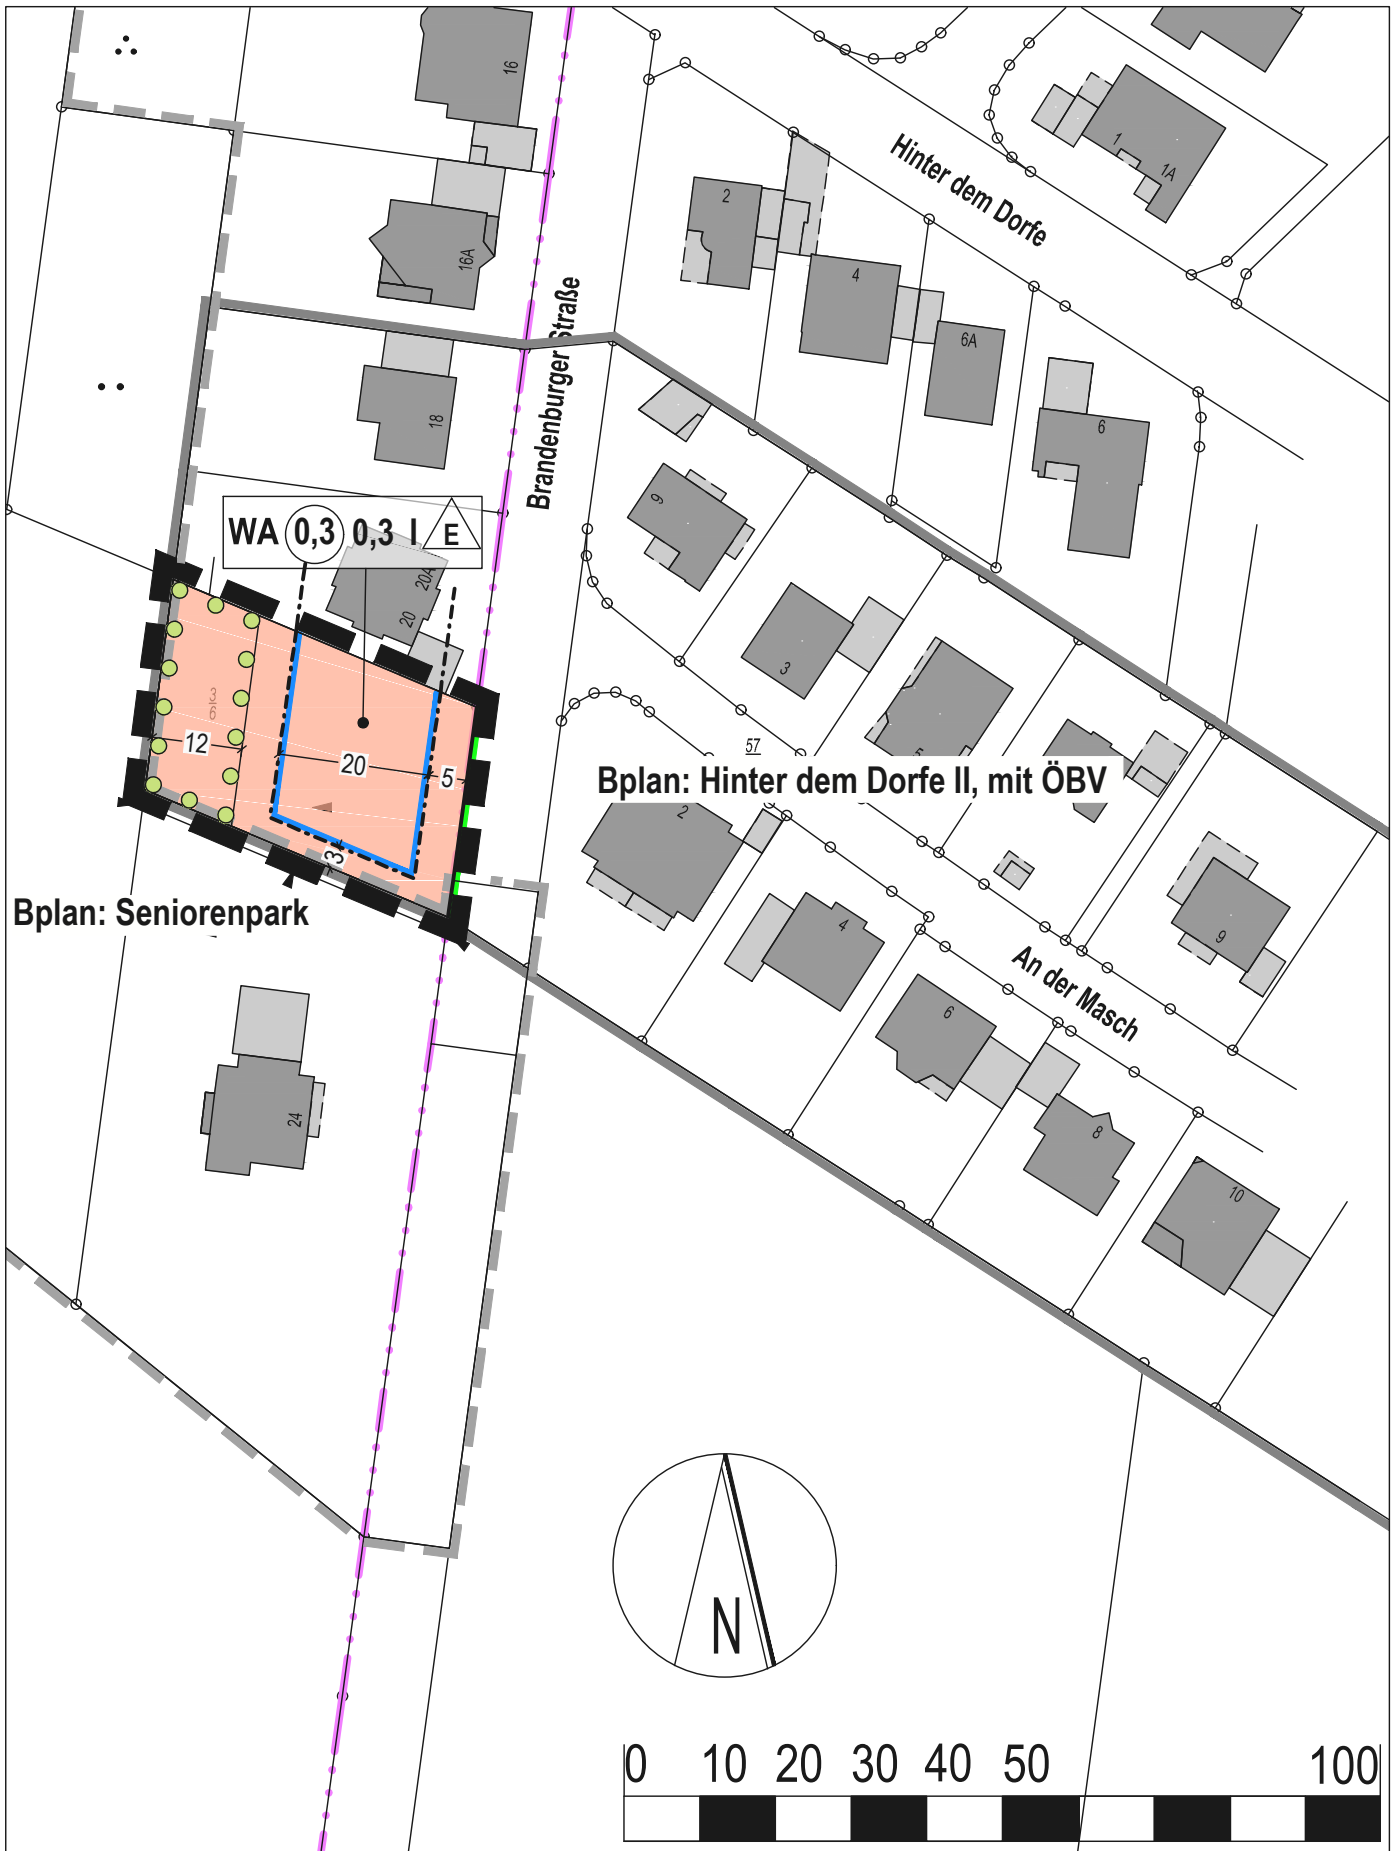 16
Hinter dem Dorfe
1
1A
2
16A
4
6A
Brandenburger Straße
18
6
9
WA 0,3 0,3 I E
20A
20
3
12
20
5
57
Bplan: Hinter dem Dorfe II, mit ÖBV
2
3
Bplan: Seniorenpark
4
9
An der Masch
6
24
8
10
N
0 10 20 30 40 50 100